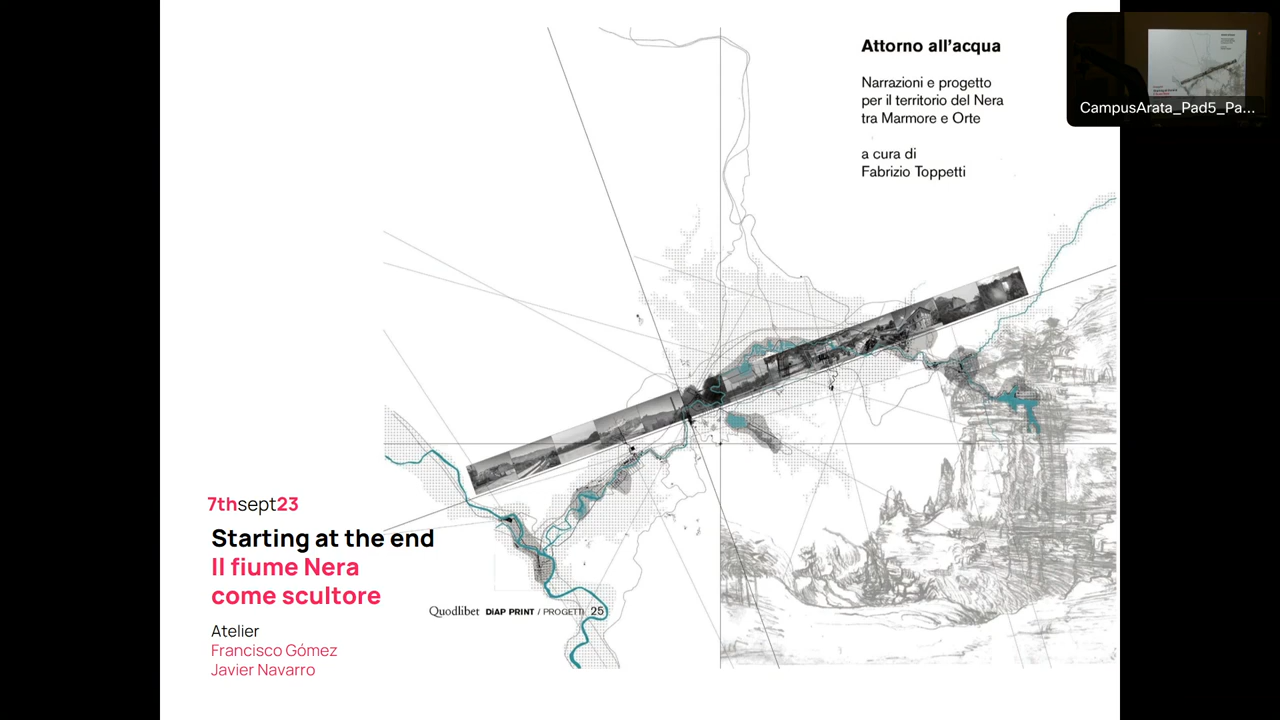 Attorno all'acqua
Narrazioni e progetto
per il territorio del Nera
tra Marmore e Orte
a cura di
Fabrizio Toppetti
CampusArata_Pad5_Pa...
7thsept23
Starting at the end
Il fiume Nera
come scultore
Atelier
Francisco Gómez
Javier Navarro
Quodlibet DiAP PRINT / PROGETTI 25